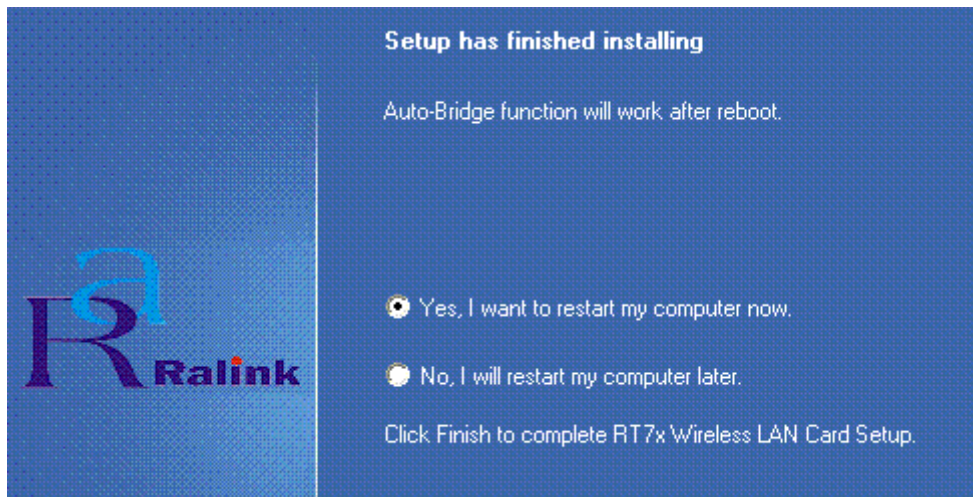 Setup has finished installing
Auto-Bridge function will work after reboot.
Yes, I want to restart my computer now.
Ra
Ralink
No, I will restart my computer later.
Click Finish to complete RT7x Wireless LAN Card Setup.